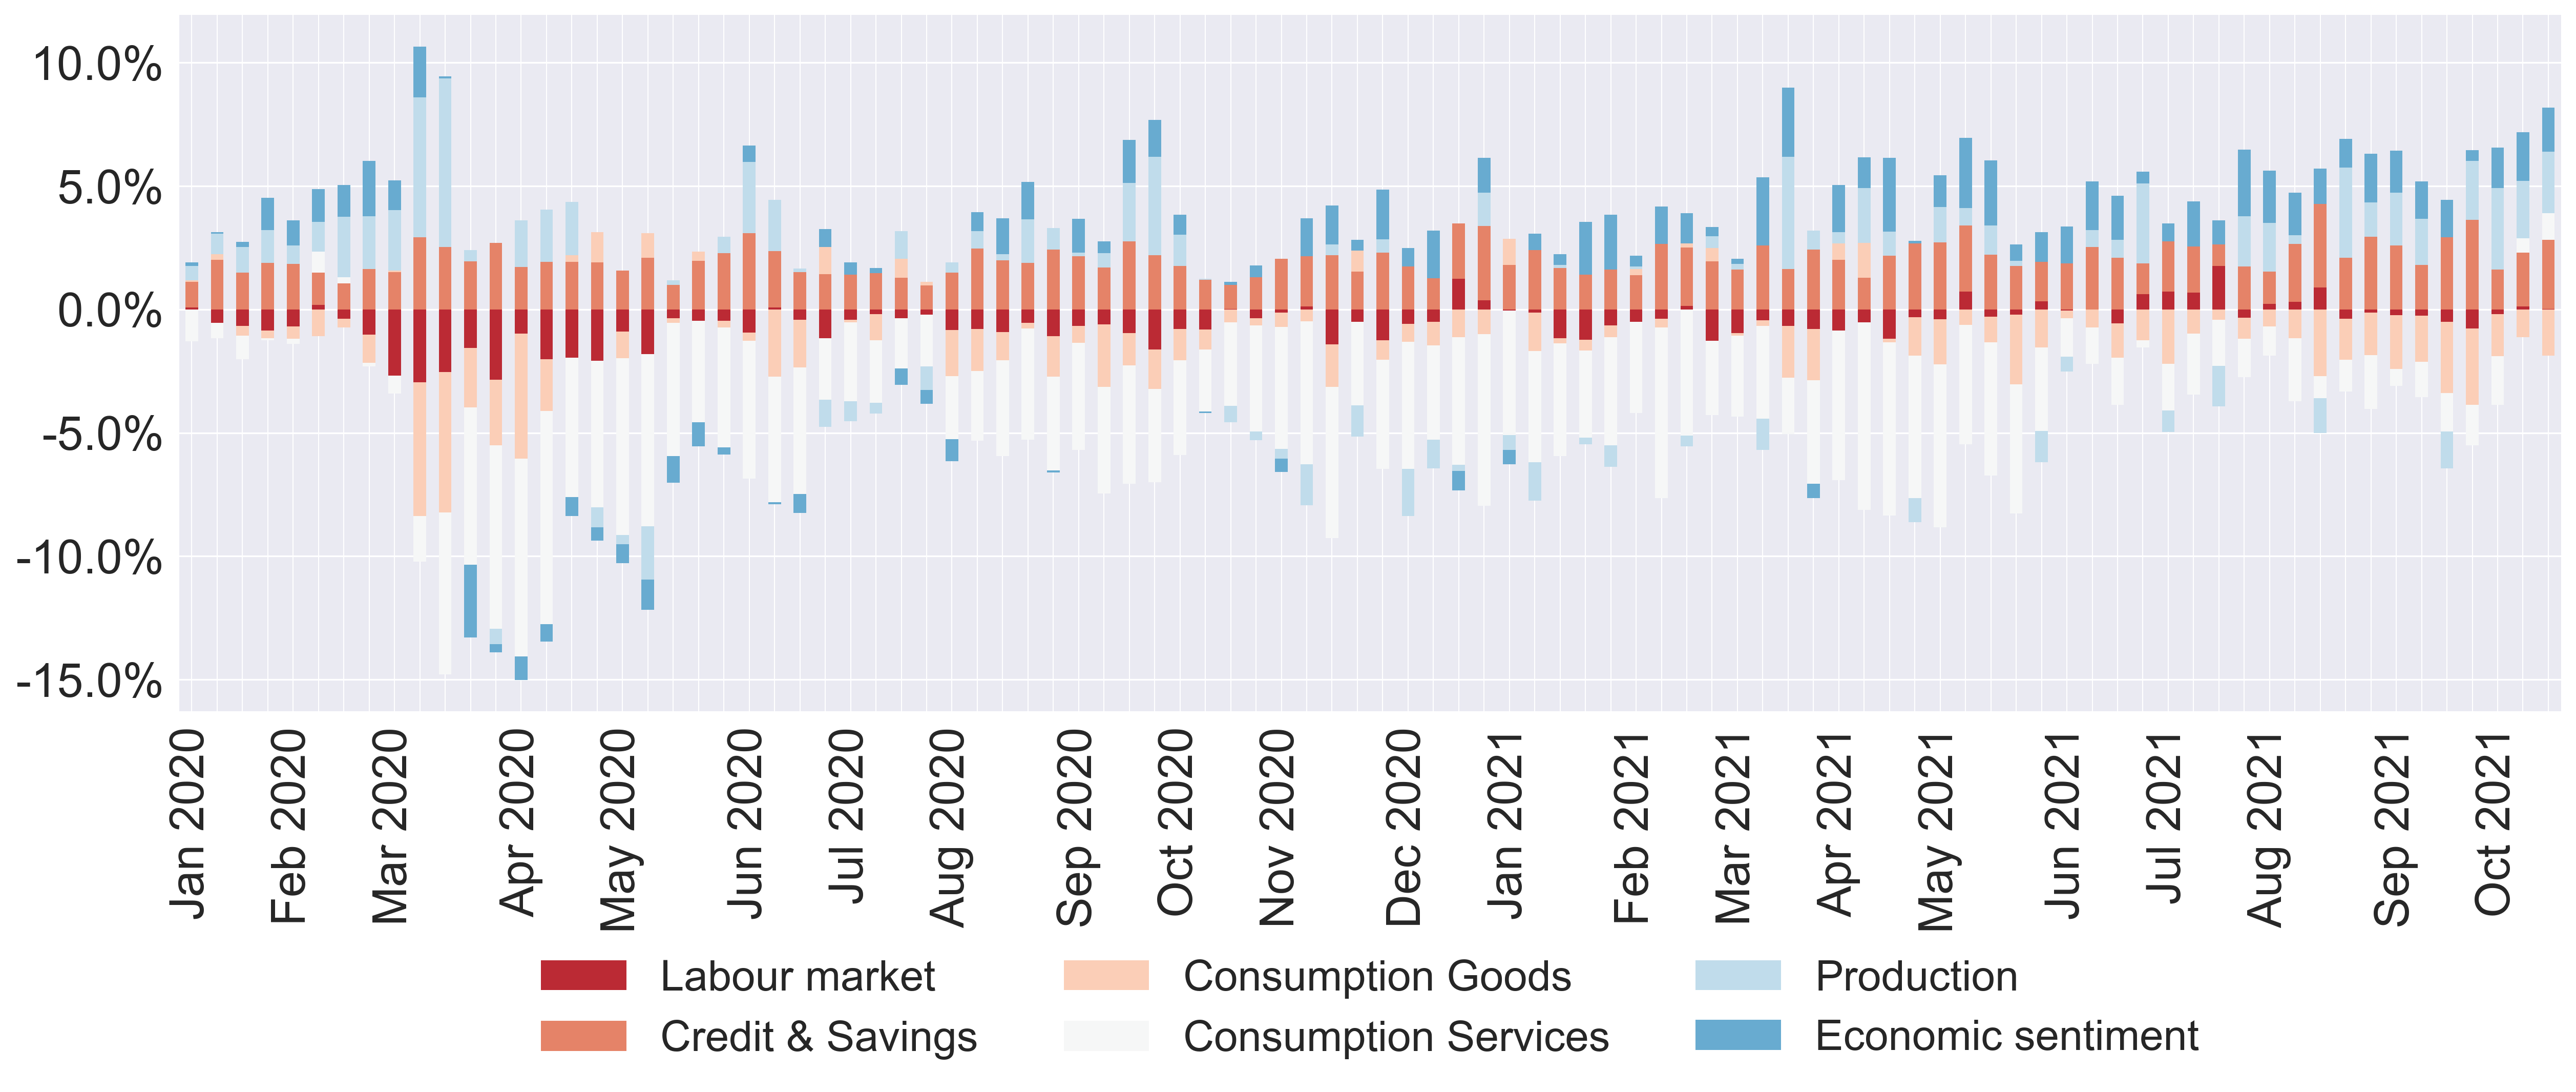 10.0%
5.0%
0.0%
-5.0%
-10.0%
-15.0%
Jan 2020
Feb 2020
Mar 2020
Apr 2020
May 2020
Jun 2020
Jul 2020
Aug 2020
Sep 2020
Oct 2020
Nov 2020
Dec 2020
Jan 2021
Feb 2021
Mar 2021
Apr 2021
May 2021
Jun 2021
Jul 2021
Aug 2021
Sep 2021
Oct 2021
Labour market
Consumption Goods
Production
Credit & Savings
Consumption Services
Economic sentiment